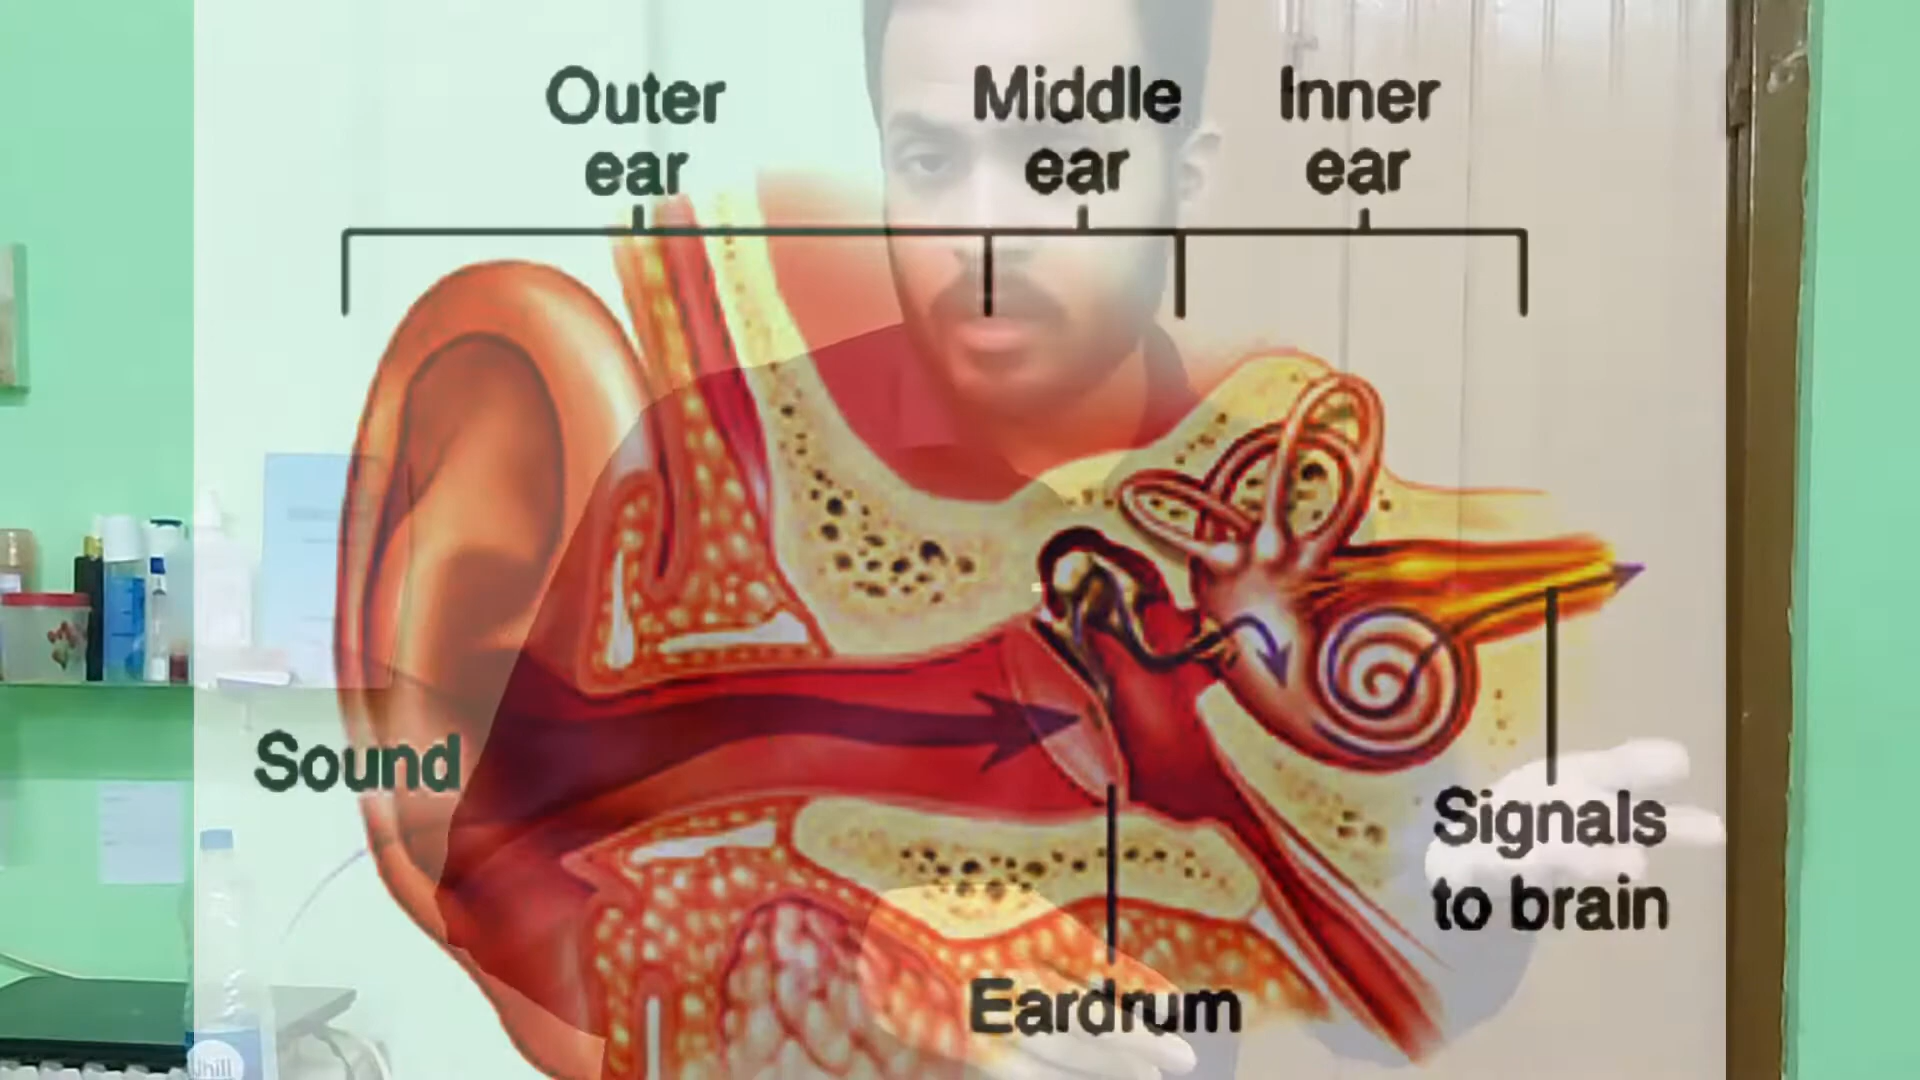 Outer
ear
Middle
ear
Inner
ear
Sound
Signals
to brain
Eardrum